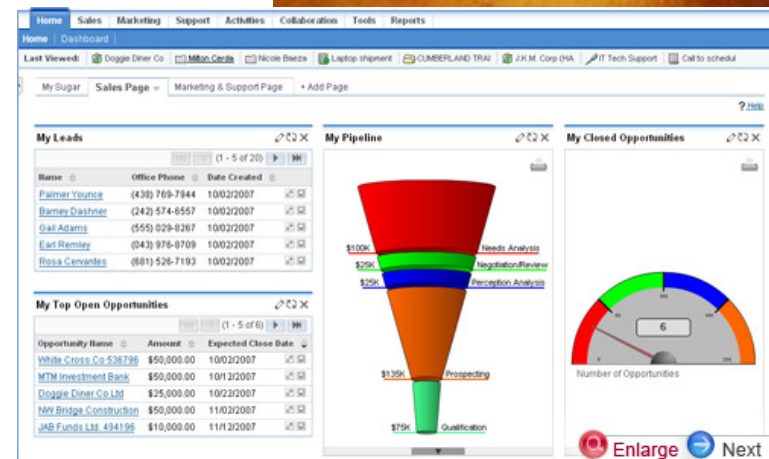 Home Sales Marketing Support Activities Collaboration Tools Reports
Home Dashboard
Last Viewed: Doggie Diner Co Milton Cerda Nicole Baeza Laptop shipment CUMBERLAND TRAI J.K.M. Corp (HA IT Tech Support Call to schedul
My Sugar Sales Page Marketing & Support Page + Add Page
? Help
My Leads
(1 - 5 of 20)
Name Office Phone Date Created
Palmer Younce (438) 769-7944 10/02/2007
Barney Dashner (242) 574-6557 10/02/2007
Gail Adams (555) 029-8267 10/02/2007
Earl Remley (043) 976-8709 10/02/2007
Rosa Cervantes (681) 526-7193 10/02/2007
My Top Open Opportunities
(1 - 5 of 6)
Opportunity Name Amount Expected Close Date
White Cross Co 536796 $50,000.00 10/02/2007
MTM Investment Bank $50,000.00 10/12/2007
Doggie Diner Co Ltd $25,000.00 10/22/2007
NW Bridge Construction $50,000.00 11/02/2007
JAB Funds Ltd. 494196 $10,000.00 11/12/2007
My Pipeline
$100K Needs Analysis
$25K Negotiation/Review
$25K Perception Analysis
$135K Prospecting
$75K Qualification
My Closed Opportunities
6
Number of Opportunities
Enlarge Next